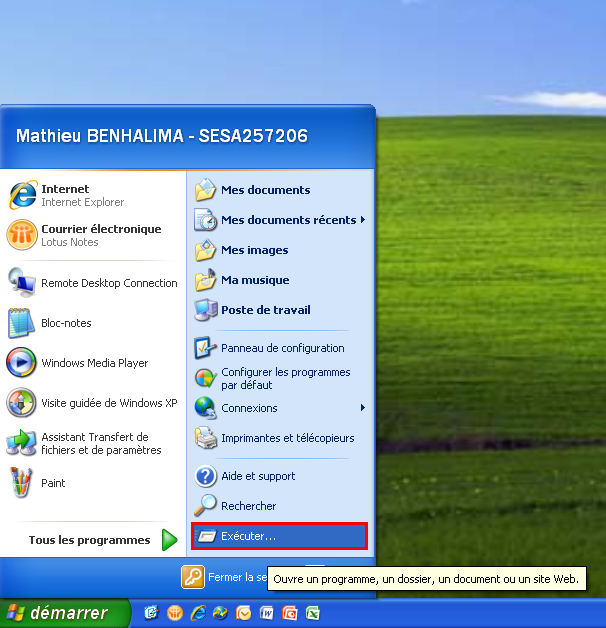 Mathieu BENHALIMA - SESA257206
Internet
Internet Explorer
Courrier électronique
Lotus Notes
Remote Desktop Connection
Bloc-notes
Windows Media Player
Visite guidée de Windows XP
Assistant Transfert de
fichiers et de paramètres
Paint
Tous les programmes
Mes documents
Mes documents récents
Mes images
Ma musique
Poste de travail
Panneau de configuration
Configurer les programmes
par défaut
Connexions
Imprimantes et télécopieurs
Aide et support
Rechercher
Exécuter...
Fermer la se
Ouvre un programme, un dossier, un document ou un site Web.
démarrer